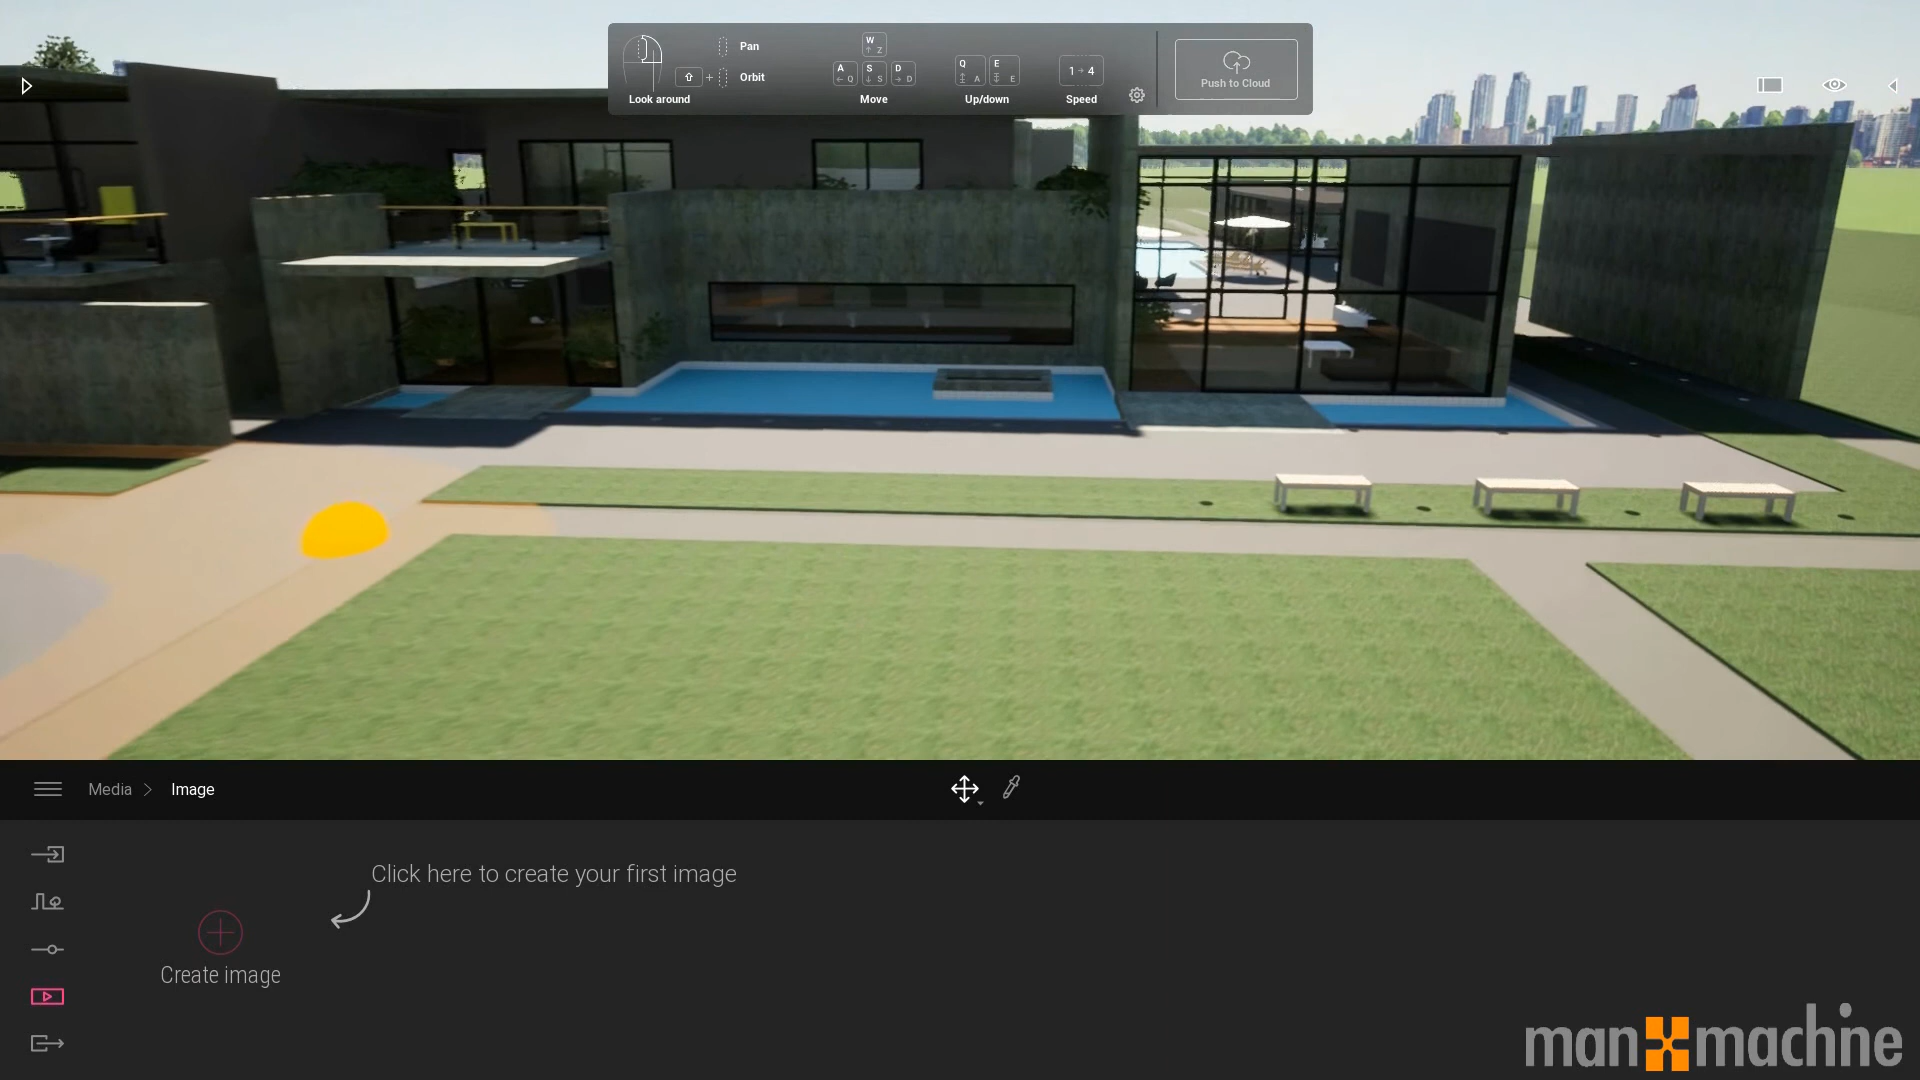 Pan
Orbit
Look around
W
Z
A
Q
S
S
D
D
Move
Q
A
E
E
Up/down
1 → 4
Speed
Push to Cloud
Media > Image
Click here to create your first image
Create image
man machine